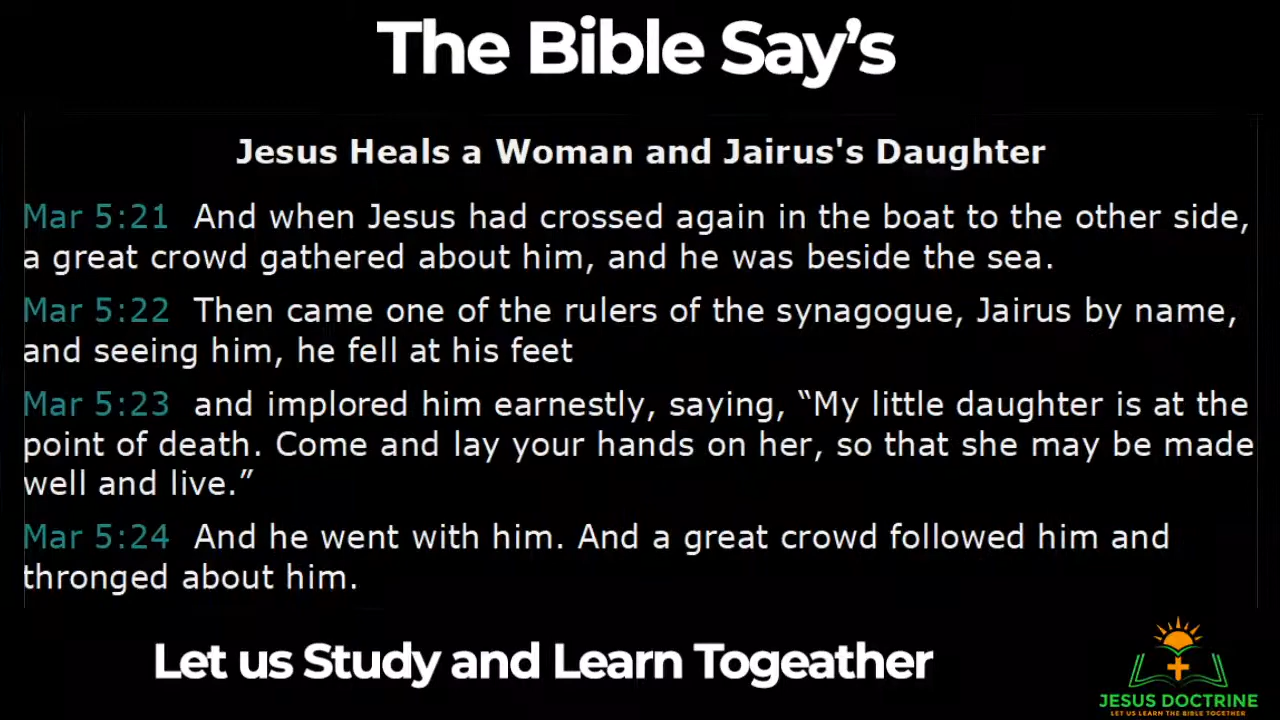 The Bible Say’s
Jesus Heals a Woman and Jairus's Daughter
Mar 5:21 And when Jesus had crossed again in the boat to the other side,
a great crowd gathered about him, and he was beside the sea.
Mar 5:22 Then came one of the rulers of the synagogue, Jairus by name,
and seeing him, he fell at his feet
Mar 5:23 and implored him earnestly, saying, “My little daughter is at the
point of death. Come and lay your hands on her, so that she may be made
well and live.”
Mar 5:24 And he went with him. And a great crowd followed him and
thronged about him.
Let us Study and Learn Togeather
JESUS DOCTRINE
LET US LEARN THE BIBLE TOGETHER